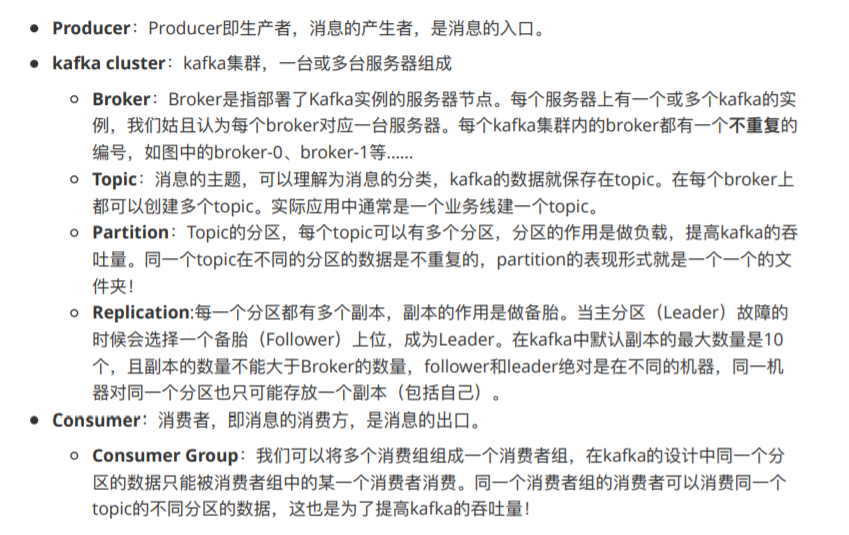 Producer：Producer即生产者，消息的产生者，是消息的入口。
kafka cluster：kafka集群，一台或多台服务器组成
Broker：Broker是指部署了Kafka实例的服务器节点。每个服务器上有一个或多个kafka的实
例，我们姑且认为每个broker对应一台服务器。每个kafka集群内的broker都有一个不重复的
编号，如图中的broker-0、broker-1等……
Topic：消息的主题，可以理解为消息的分类，kafka的数据就保存在topic。在每个broker上
都可以创建多个topic。实际应用中通常是一个业务线建一个topic。
Partition：Topic的分区，每个topic可以有多个分区，分区的作用是做负载，提高kafka的吞
吐量。同一个topic在不同的分区的数据是不重复的，partition的表现形式就是一个一个的文
件夹！
Replication:每一个分区都有多个副本，副本的作用是做备胎。当主分区（Leader）故障的
时候会选择一个备胎（Follower）上位，成为Leader。在kafka中默认副本的最大数量是10
个，且副本的数量不能大于Broker的数量，follower和leader绝对是在不同的机器，同一机
器对同一个分区也只可能存放一个副本（包括自己）。
Consumer：消费者，即消息的消费方，是消息的出口。
Consumer Group：我们可以将多个消费组组成一个消费者组，在kafka的设计中同一个分
区的数据只能被消费者组中的某一个消费者消费。同一个消费者组的消费者可以消费同一个
topic的不同分区的数据，这也是为了提高kafka的吞吐量！